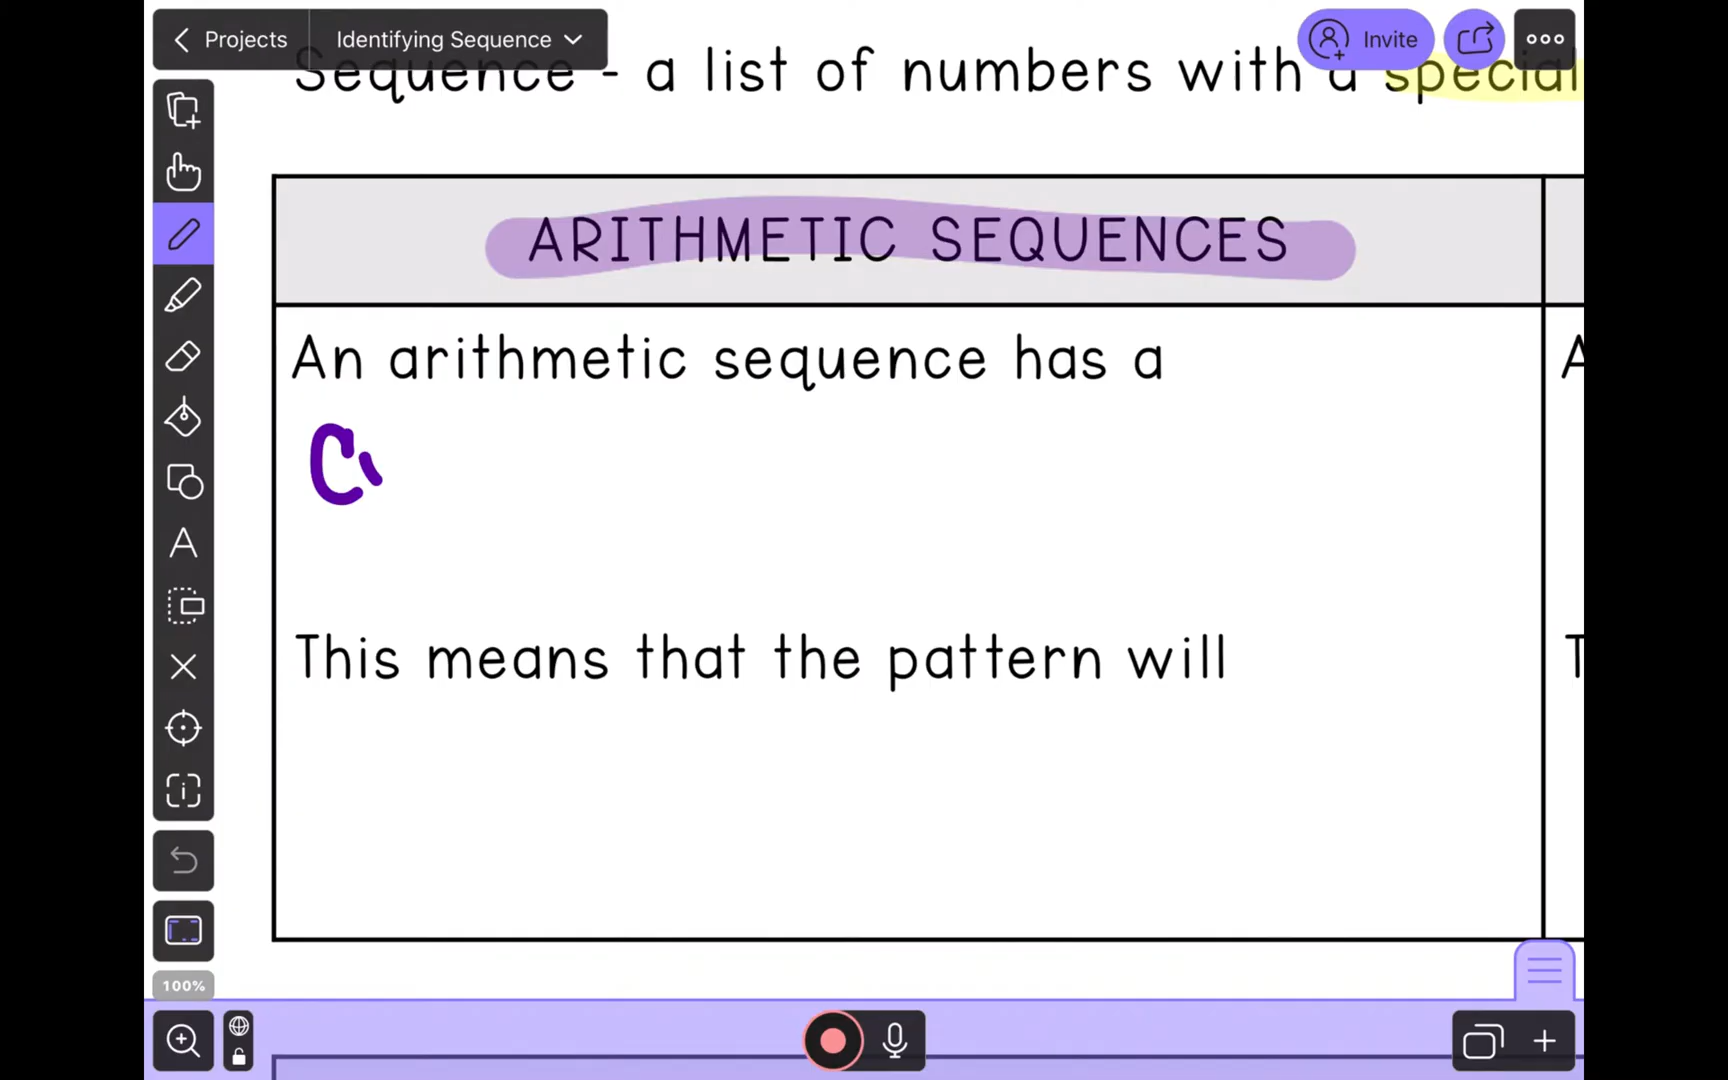 Projects
Identifying Sequence
Invite
Sequence - a list of numbers with a special
ARITHMETIC SEQUENCES
An arithmetic sequence has a
A
C
This means that the pattern will
T
100%